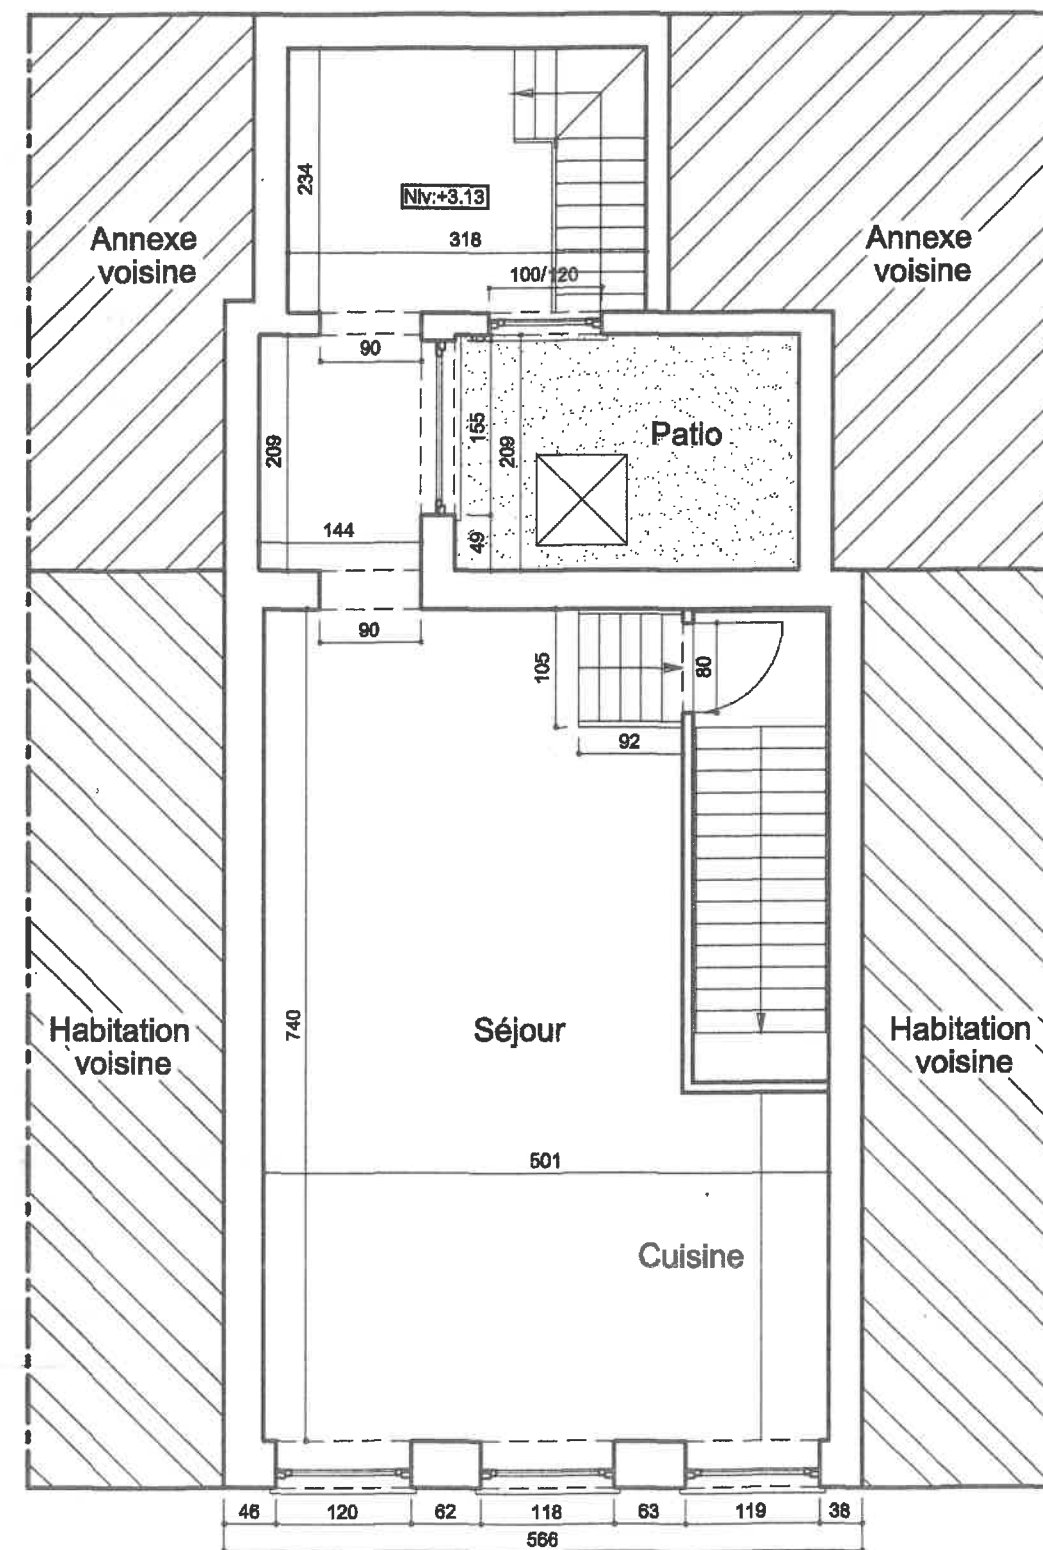 234
Niv:+3.13
318
100/120
Annexe
voisine
Annexe
voisine
90
209
155
209
Patio
144
49
90
105
80
92
740
Séjour
Habitation
voisine
Habitation
voisine
501
Cuisine
46
120
62
118
63
119
38
566